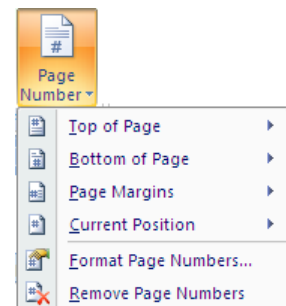 Page
Number
Top of Page
Bottom of Page
Page Margins
Current Position
Format Page Numbers...
Remove Page Numbers